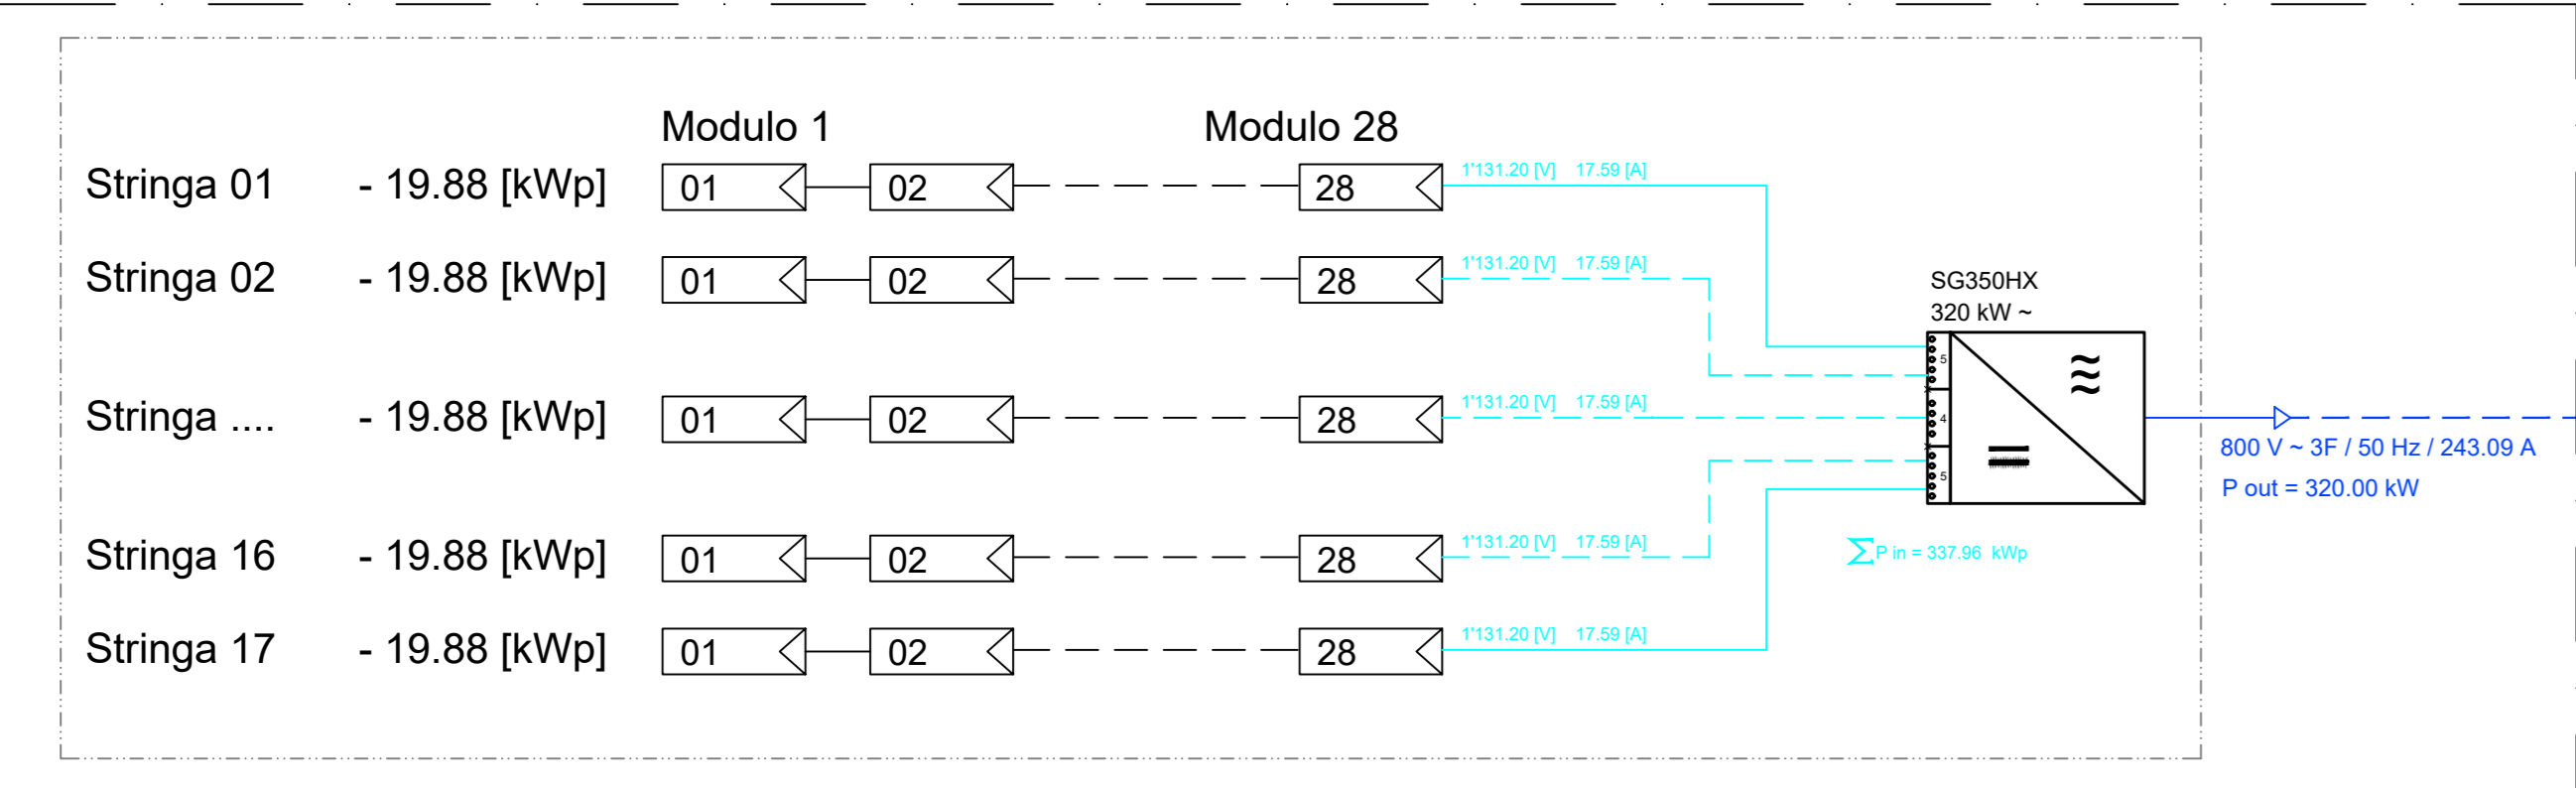 Modulo 1 Modulo 28
Stringa 01 - 19.88 [kWp] 01 02 28 1'131.20 [V] 17.59 [A]
Stringa 02 - 19.88 [kWp] 01 02 28 1'131.20 [V] 17.59 [A]
SG350HX
320 kW ~
5
Stringa .... - 19.88 [kWp] 01 02 28 1'131.20 [V] 17.59 [A]
4
800 V ~ 3F / 50 Hz / 243.09 A
5
P out = 320.00 kW
Stringa 16 - 19.88 [kWp] 01 02 28 1'131.20 [V] 17.59 [A]
∑P in = 337.96 kWp
Stringa 17 - 19.88 [kWp] 01 02 28 1'131.20 [V] 17.59 [A]